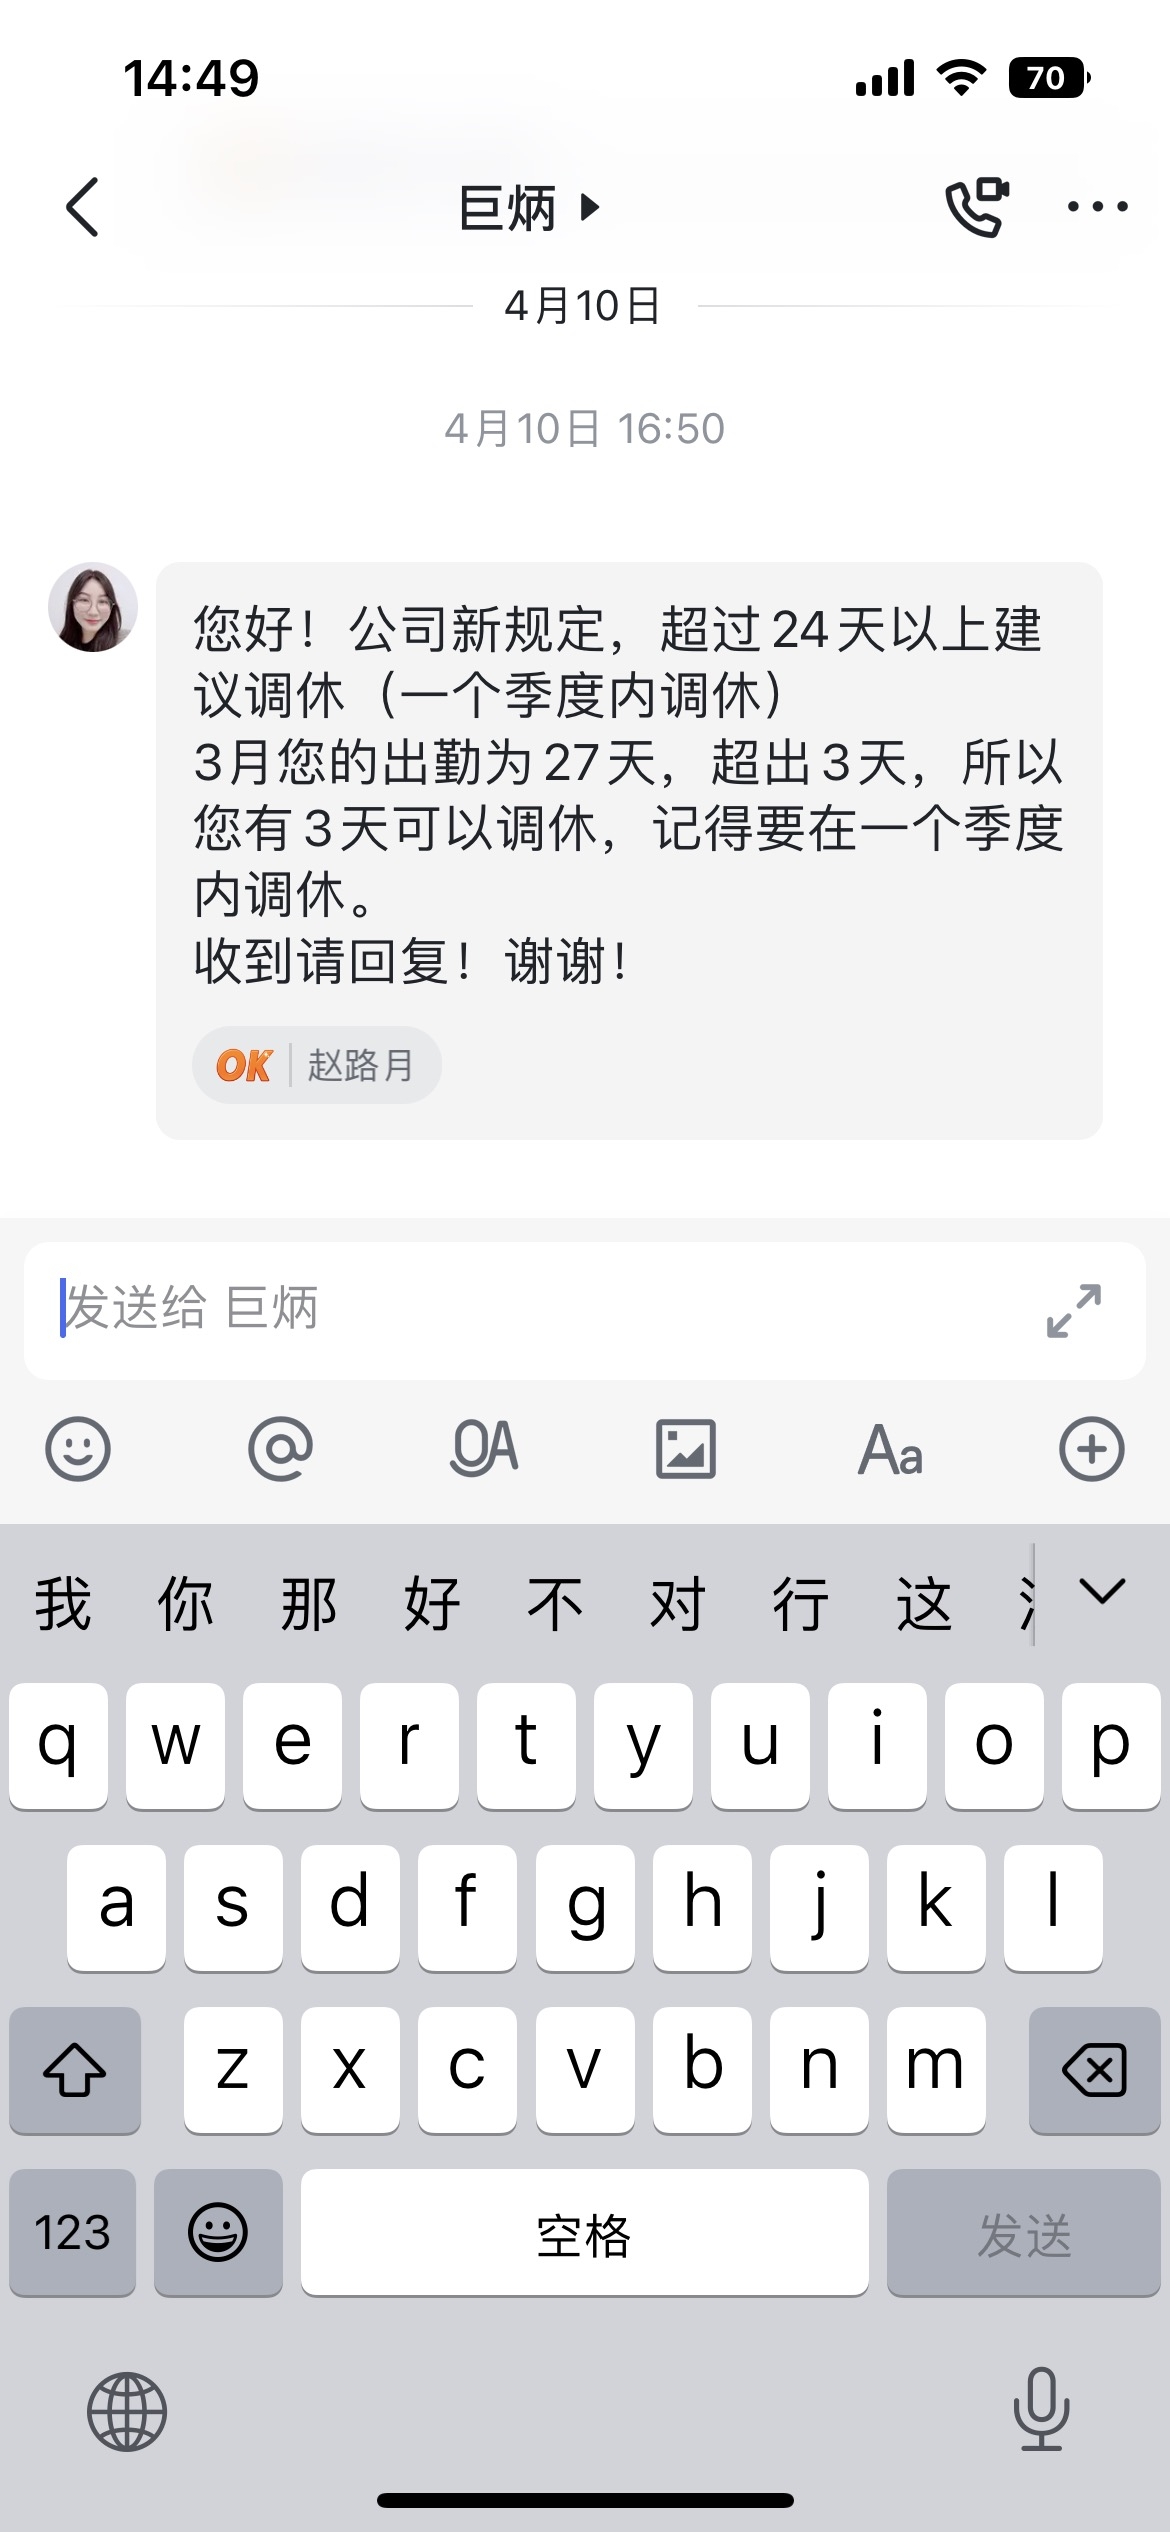 14:49
70
巨炳
4月10日
4月10日 16:50
您好！公司新规定，超过24天以上建
议调休（一个季度内调休）
3月您的出勤为27天，超出3天，所以
您有3天可以调休，记得要在一个季度
内调休。
收到请回复！谢谢！
OK 赵路月
发送给 巨炳
@ OA Aa
我 你 那 好 不 对 行 这
q w e r t y u i o p
a s d f g h j k l
z x c v b n m
123 空格 发送